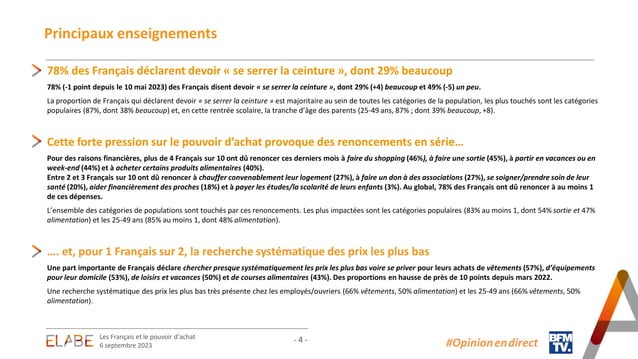 Principaux enseignements
78% des Français déclarent devoir « se serrer la ceinture », dont 29% beaucoup
78% (-1 point depuis le 10 mai 2023) des Français disent devoir « se serrer la ceinture », dont 29% (+4) beaucoup et 49% (-5) un peu.
La proportion de Français qui déclarent devoir « se serrer la ceinture » est majoritaire au sein de toutes les catégories de la population, les plus touchés sont les catégories
populaires (87%, dont 38% beaucoup) et, en cette rentrée scolaire, la tranche d'âge des parents (25-49 ans, 87% ; dont 39% beaucoup, +8).
Cette forte pression sur le pouvoir d'achat provoque des renoncements en série…
Pour des raisons financières, plus de 4 Français sur 10 ont dû renoncer ces derniers mois à faire du shopping (46%), à faire une sortie (45%), à partir en vacances ou en
week-end (44%) et à acheter certains produits alimentaires (40%).
Entre 2 et 3 Français sur 10 ont dû renoncer à chauffer convenablement leur logement (27%), à faire un don à des associations (27%), se soigner/prendre soin de leur
santé (20%), aider financièrement des proches (18%) et à payer les études/la scolarité de leurs enfants (3%). Au global, 78% des Français ont dû renoncer à au moins 1
de ces dépenses.
L'ensemble des catégories de populations sont touchés par ces renoncements. Les plus impactées sont les catégories populaires (83% au moins 1, dont 54% sortie et 47%
alimentation) et les 25-49 ans (85% au moins 1, dont 48% alimentation).
…. et, pour 1 Français sur 2, la recherche systématique des prix les plus bas
Une part importante de Français déclare chercher presque systématiquement les prix les plus bas voire se priver pour leurs achats de vêtements (57%), d'équipements
pour leur domicile (53%), de loisirs et vacances (50%) et de courses alimentaires (43%). Des proportions en hausse de près de 10 points depuis mars 2022.
Une recherche systématique des prix les plus bas très présente chez les employés/ouvriers (66% vêtements, 50% alimentation) et les 25-49 ans (66% vêtements, 50%
alimentation).
ELABE
Les Français et le pouvoir d'achat
6 septembre 2023
- 4 -
#Opinion en direct
BFM
TV.